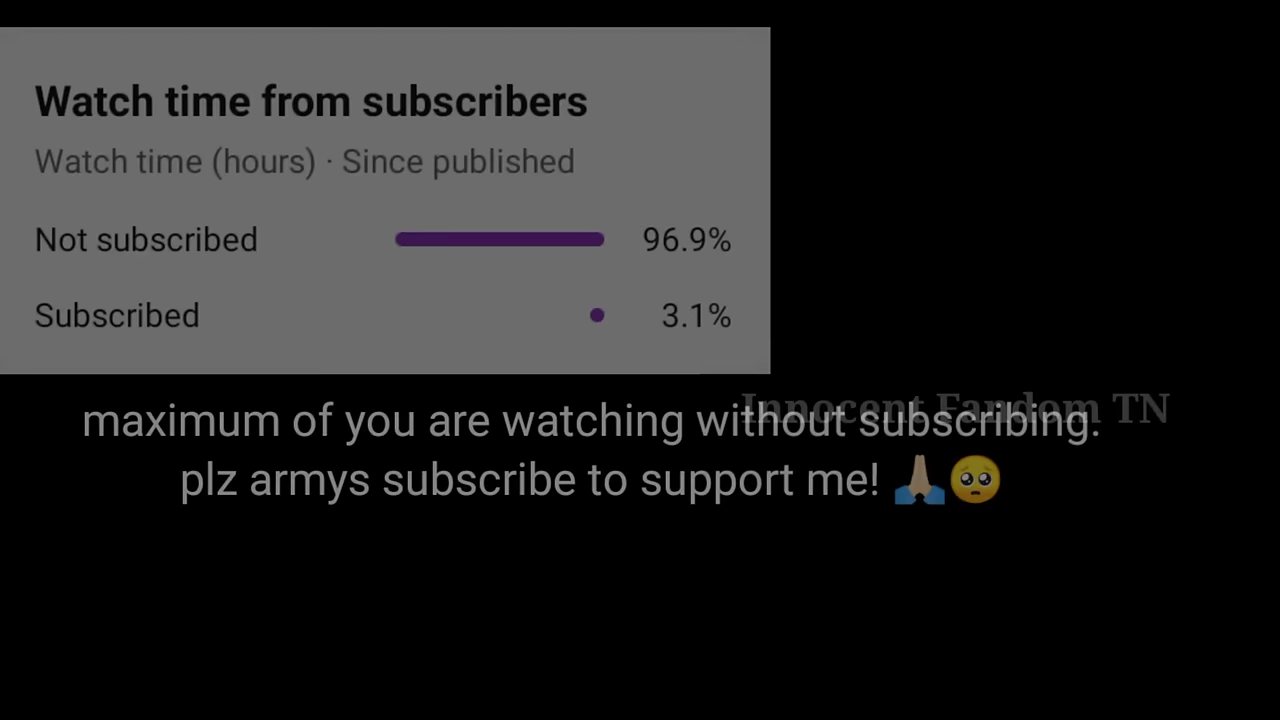 Watch time from subscribers
Watch time (hours) · Since published
Not subscribed 96.9%
Subscribed 3.1%
Innocent Fandom TN
maximum of you are watching without subscribing.
plz armys subscribe to support me! 🙏🏼🥺